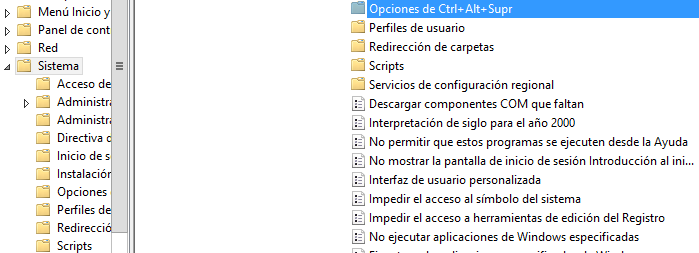 Menú Inicio y
Panel de cont
Red
Sistema
Acceso de
Administra
Administra
Directiva d
Inicio de s
Instalación
Opciones
Perfiles de
Redirecció
Scripts
Opciones de Ctrl+Alt+Supr
Perfiles de usuario
Redirección de carpetas
Scripts
Servicios de configuración regional
Descargar componentes COM que faltan
Interpretación de siglo para el año 2000
No permitir que estos programas se ejecuten desde la Ayuda
No mostrar la pantalla de inicio de sesión Introducción al ini...
Interfaz de usuario personalizada
Impedir el acceso al símbolo del sistema
Impedir el acceso a herramientas de edición del Registro
No ejecutar aplicaciones de Windows especificadas